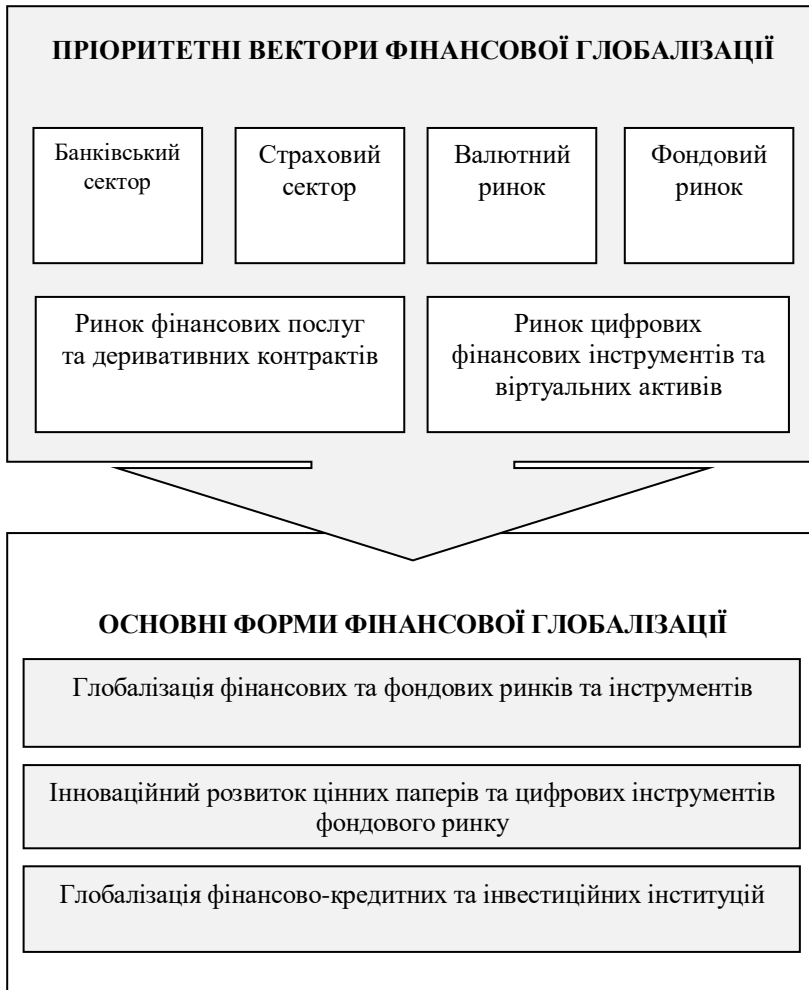 ПРІОРИТЕТНІ ВЕКТОРИ ФІНАНСОВОЇ ГЛОБАЛІЗАЦІЇ
Банківський
сектор
Страховий
сектор
Валютний
ринок
Фондовий
ринок
Ринок фінансових послуг
та деривативних контрактів
Ринок цифрових
фінансових інструментів та
віртуальних активів
ОСНОВНІ ФОРМИ ФІНАНСОВОЇ ГЛОБАЛІЗАЦІЇ
Глобалізація фінансових та фондових ринків та інструментів
Інноваційний розвиток цінних паперів та цифрових інструментів
фондового ринку
Глобалізація фінансово-кредитних та інвестиційних інституцій